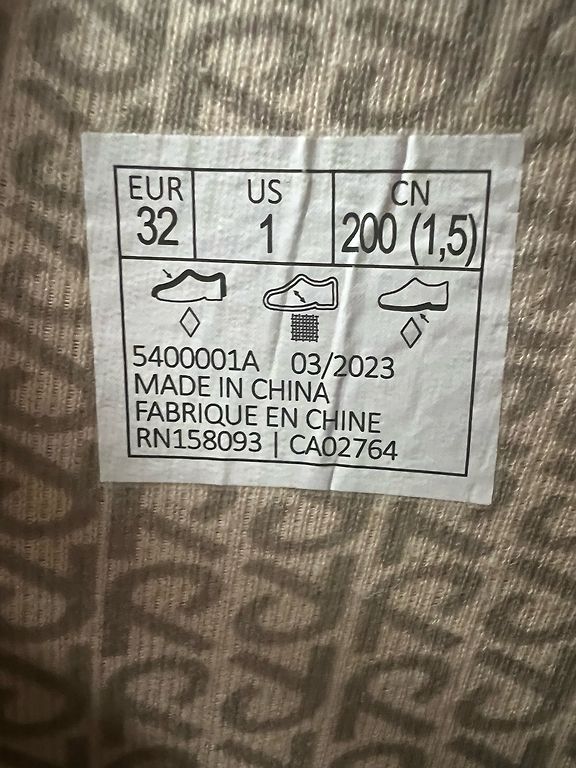 EUR US CN
32 1 200 (1,5)
5400001A 03/2023
MADE IN CHINA
FABRIQUE EN CHINE
RN158093 | CA02764